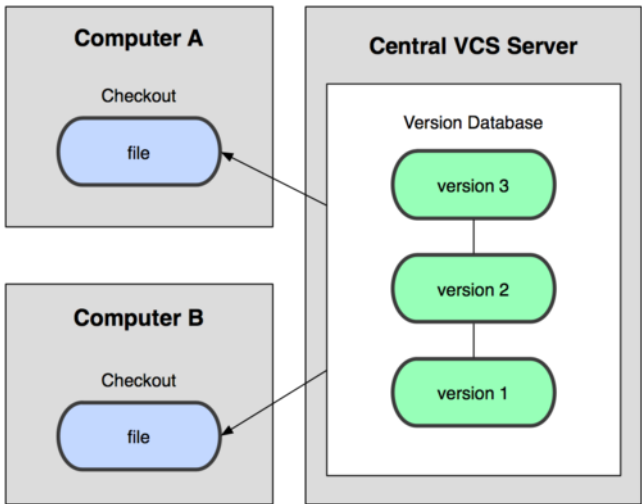 Computer A
Checkout
file
Computer B
Checkout
file
Central VCS Server
Version Database
version 3
version 2
version 1